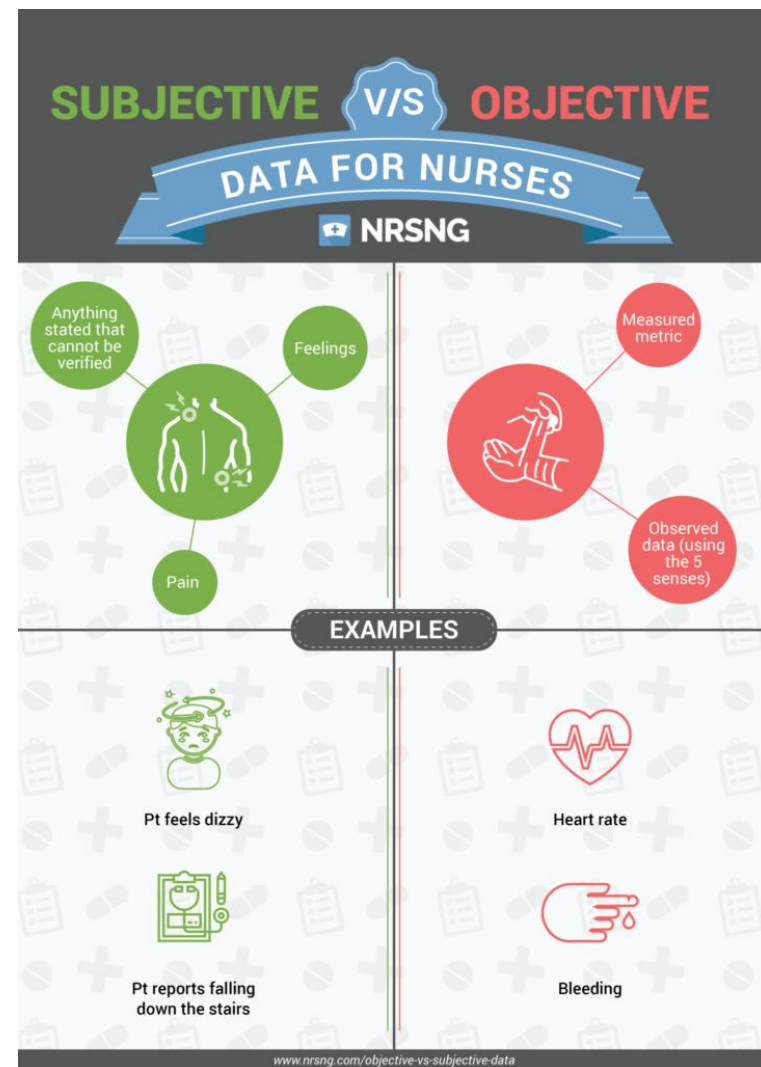 SUBJECTIVE V/S OBJECTIVE
DATA FOR NURSES
NRSNG
Anything
stated that
cannot be
verified
Feelings
Pain
Measured
metric
Observed
data (using
the 5
senses)
EXAMPLES
Pt feels dizzy
Pt reports falling
down the stairs
Heart rate
Bleeding
www.nrsng.com/objective-vs-subjective-data